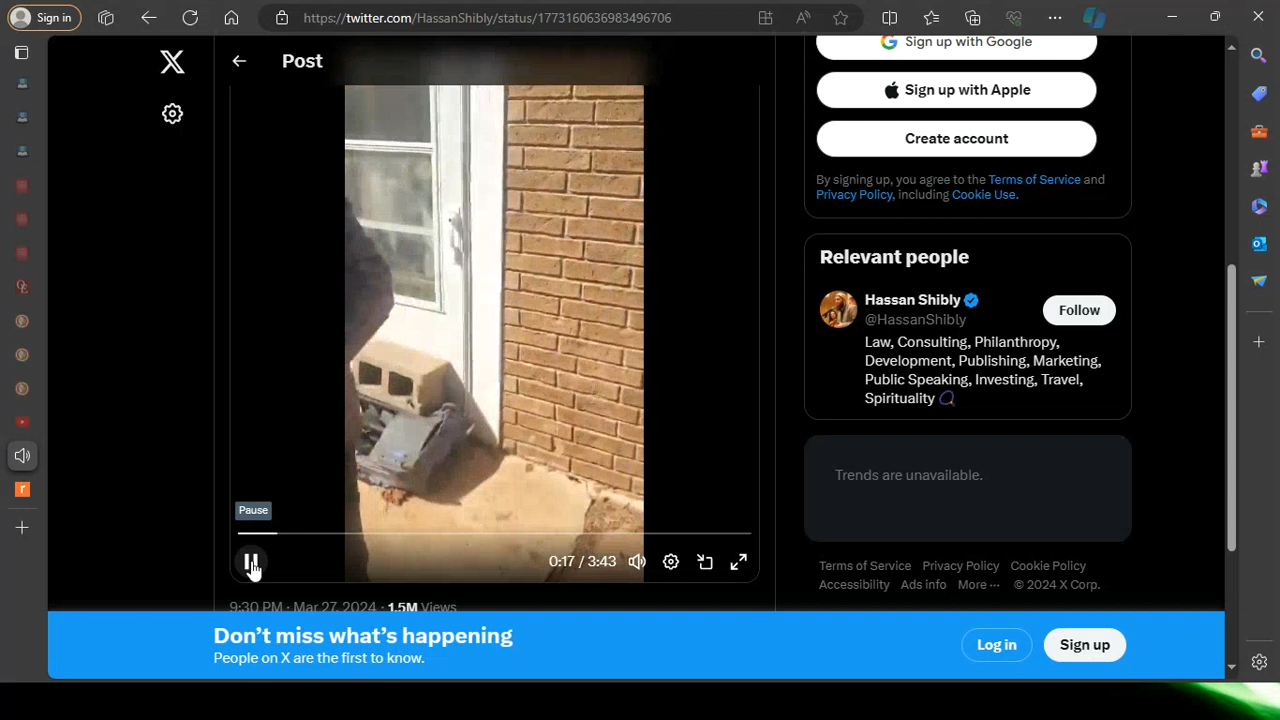 Sign in
https://twitter.com/HassanShibly/status/1773160636983496706
Post
Sign up with Google
Sign up with Apple
Create account
By signing up, you agree to the Terms of Service and
Privacy Policy, including Cookie Use.
Relevant people
Hassan Shibly
@HassanShibly
Follow
Law, Consulting, Philanthropy,
Development, Publishing, Marketing,
Public Speaking, Investing, Travel,
Spirituality
Trends are unavailable.
Pause
0:17 / 3:43
9:30 PM · Mar 27, 2024 · 1.5M Views
Terms of Service Privacy Policy Cookie Policy
Accessibility Ads info More ··· © 2024 X Corp.
Don't miss what's happening
People on X are the first to know.
Log in
Sign up